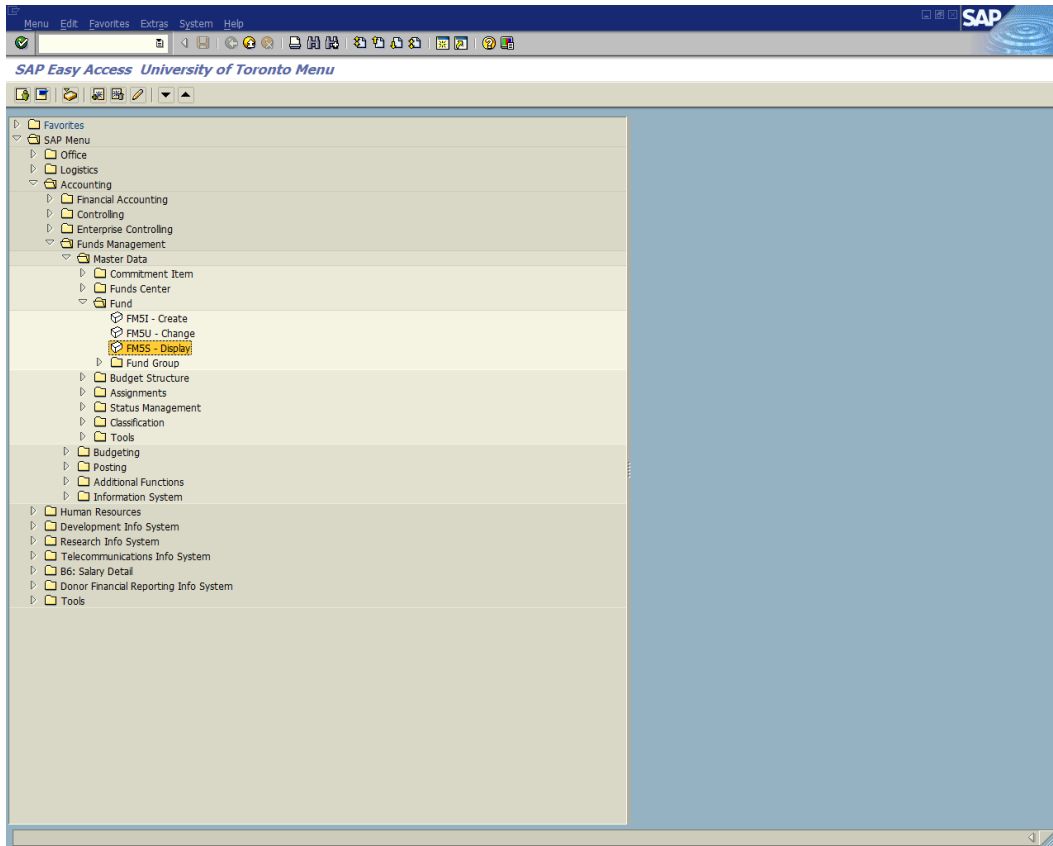 Menu Edit Favorites Extras System Help
SAP
SAP Easy Access University of Toronto Menu
Favorites
SAP Menu
Office
Logistics
Accounting
Financial Accounting
Controlling
Enterprise Controlling
Funds Management
Master Data
Commitment Item
Funds Center
Fund
FM5I - Create
FM5U - Change
FM5S - Display
Fund Group
Budget Structure
Assignments
Status Management
Classification
Tools
Budgeting
Posting
Additional Functions
Information System
Human Resources
Development Info System
Research Info System
Telecommunications Info System
B6: Salary Detail
Donor Financial Reporting Info System
Tools